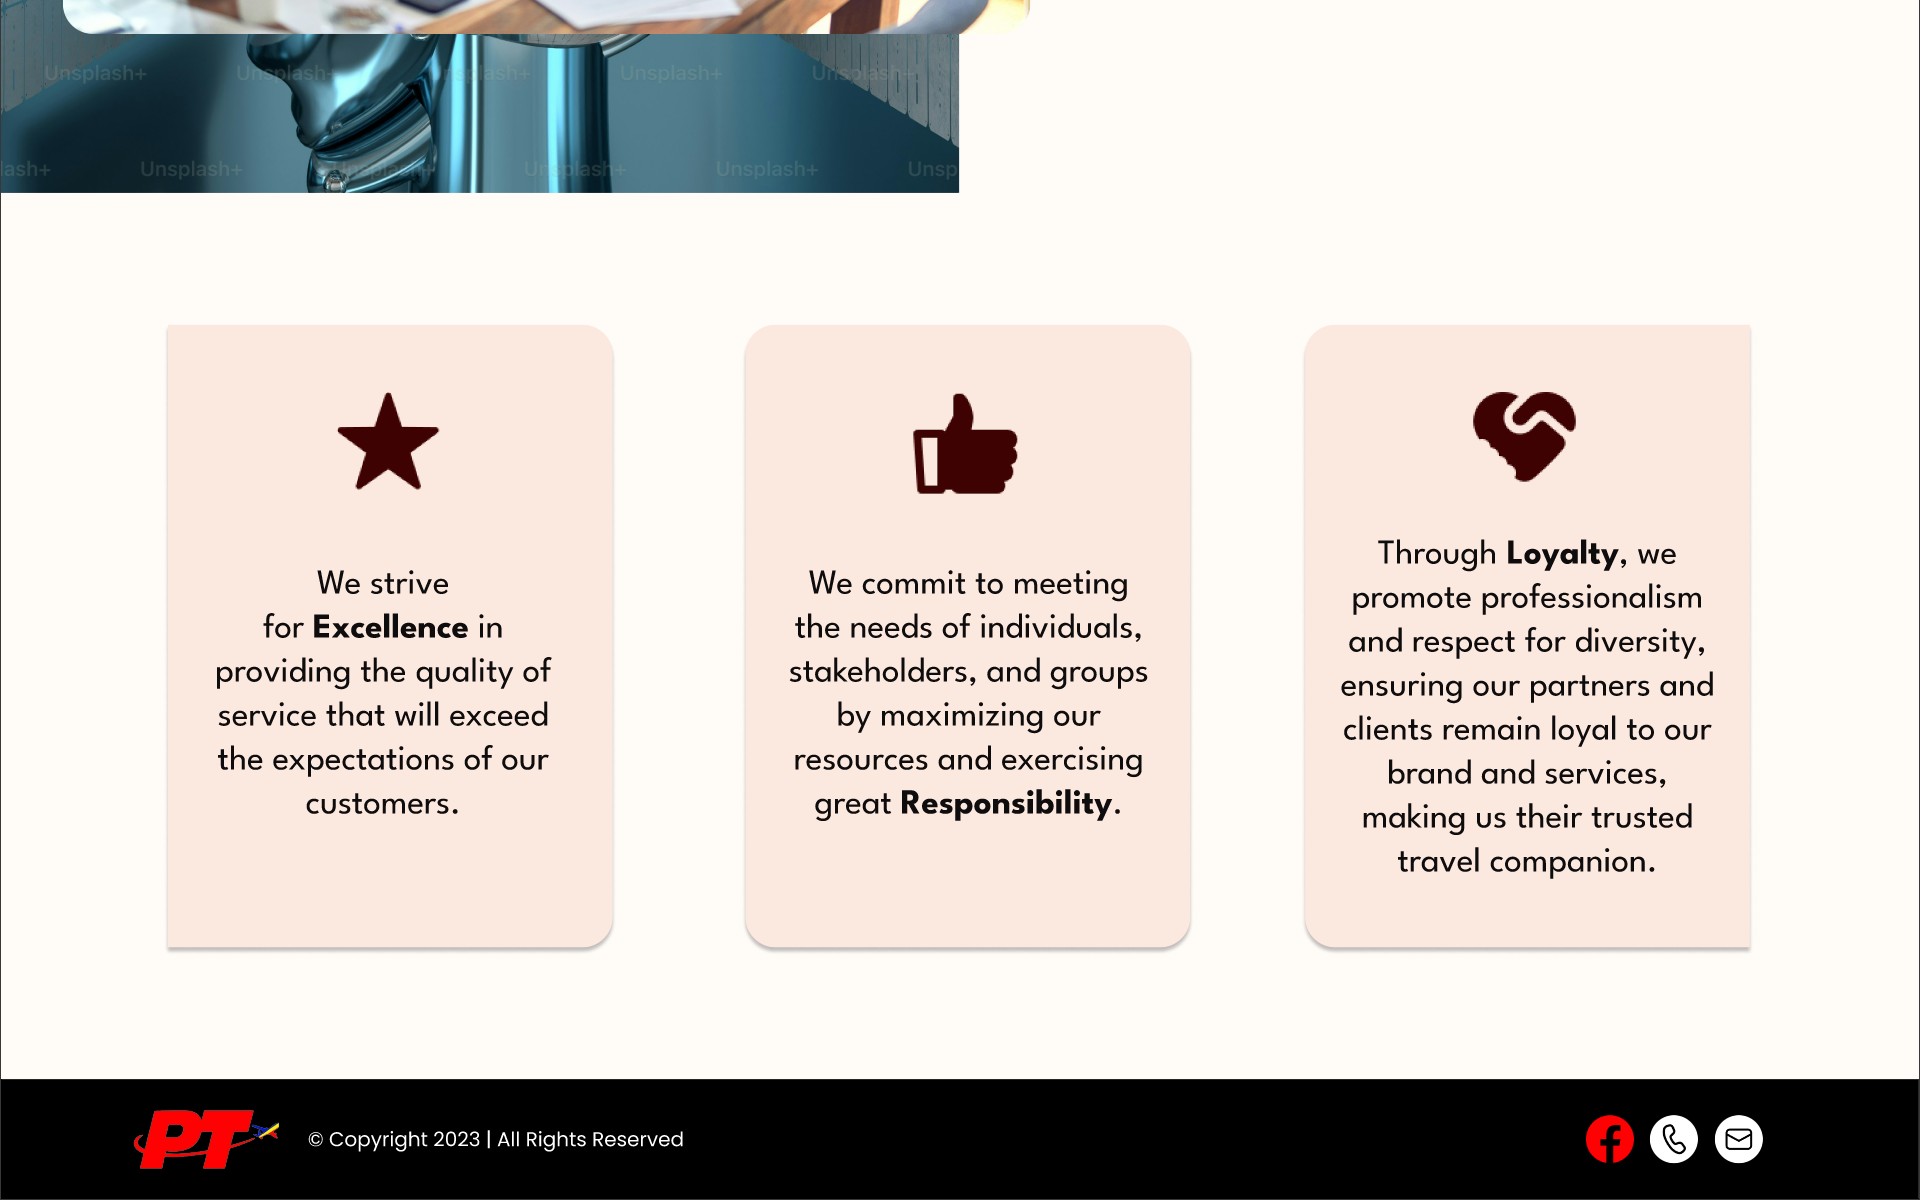 Unsplash+ Unsplash+ Unsplash+ Unsplash+ Unsplash+
lash+ Unsplash+ Unsplash+ Unsplash+ Unsplash+ Unsp
We strive
for Excellence in
providing the quality of
service that will exceed
the expectations of our
customers.
We commit to meeting
the needs of individuals,
stakeholders, and groups
by maximizing our
resources and exercising
great Responsibility.
Through Loyalty, we
promote professionalism
and respect for diversity,
ensuring our partners and
clients remain loyal to our
brand and services,
making us their trusted
travel companion.
PT
© Copyright 2023 | All Rights Reserved